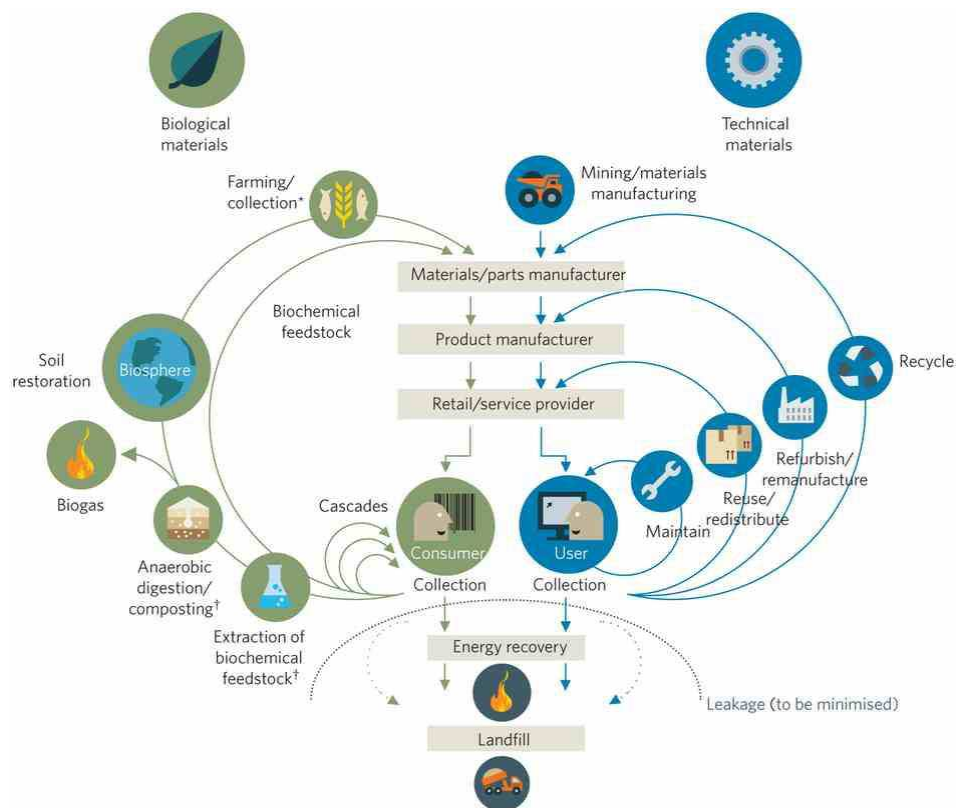 Biological
materials
Technical
materials
Farming/
collection*
Mining/materials
manufacturing
Materials/parts manufacturer
Biochemical
feedstock
Product manufacturer
Soil
restoration
Biosphere
Recycle
Retail/service provider
Biogas
Refurbish/
remanufacture
Reuse/
redistribute
Maintain
Cascades
Consumer
User
Collection
Collection
Anaerobic
digestion/
composting†
Extraction of
biochemical
feedstock†
Energy recovery
Leakage (to be minimised)
Landfill